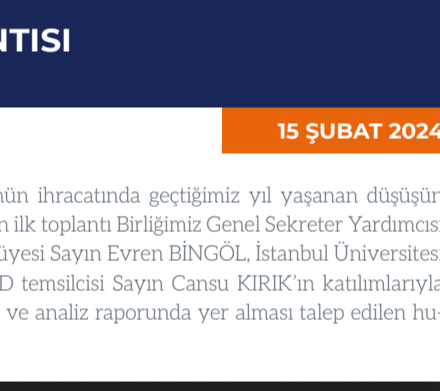 NTISI
15 ŞUBAT 2024
nün ihracatında geçtiğimiz yıl yaşanan düşüşün
n ilk toplantı Birliğimiz Genel Sekreter Yardımcısı
üyesi Sayın Evren BİNGÖL, İstanbul Üniversitesi
D temsilcisi Sayın Cansu KIRIK’ın katılımlarıyla
ve analiz raporunda yer alması talep edilen hu-